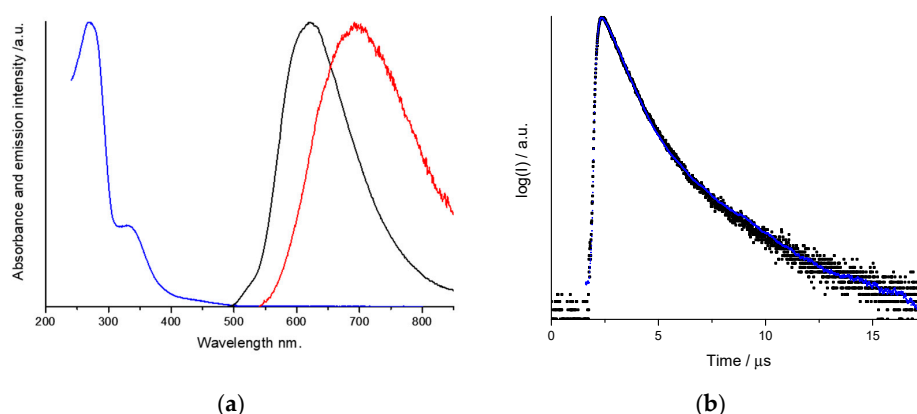 Absorbance and emission intensity /a.u.
200 300 400 500 600 700 800
Wavelength nm.
(a)
log(I) / a.u.
0 5 10 15
Time / µs
(b)